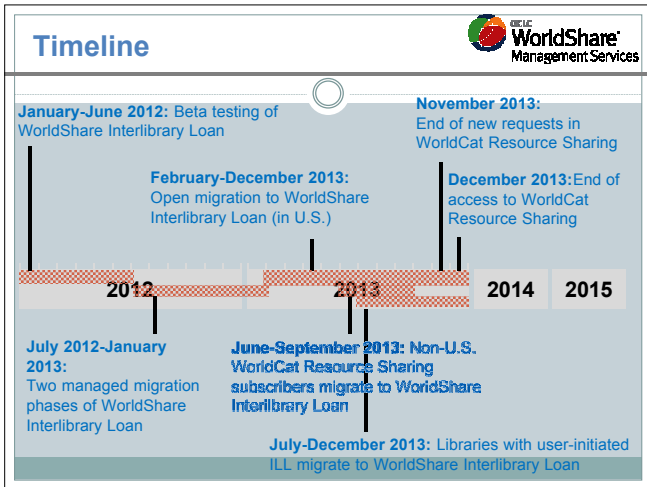 Timeline
OCLC
WorldShare®
Management Services
January-June 2012: Beta testing of
WorldShare Interlibrary Loan
November 2013:
End of new requests in
WorldCat Resource Sharing
February-December 2013:
Open migration to WorldShare
Interlibrary Loan (in U.S.)
December 2013:End of
access to WorldCat
Resource Sharing
2012
2013
2014
2015
July 2012-January
2013:
Two managed migration
phases of WorldShare
Interlibrary Loan
June-September 2013: Non-U.S.
WorldCat Resource Sharing
subscribers migrate to WorldShare
Interlibrary Loan
July-December 2013: Libraries with user-initiated
ILL migrate to WorldShare Interlibrary Loan